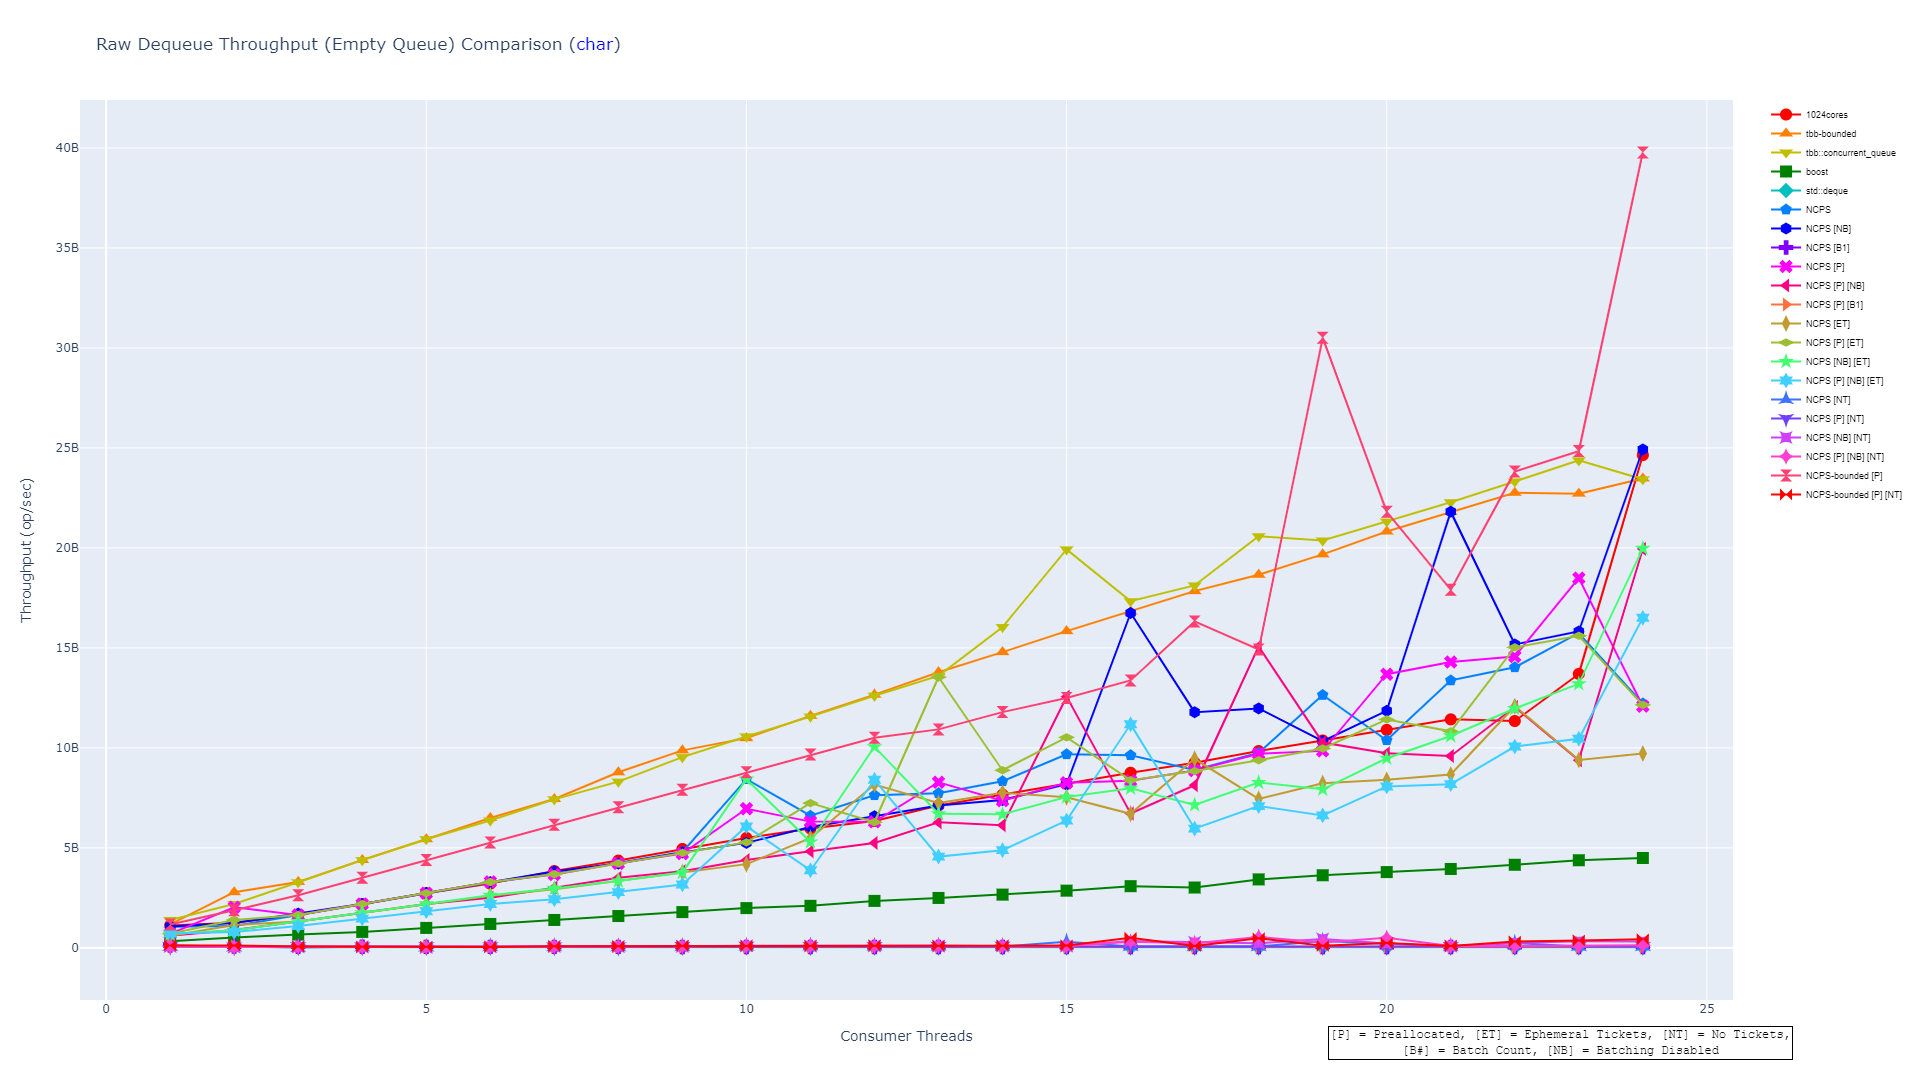 Raw Dequeue Throughput (Empty Queue) Comparison (char)
40B
35B
30B
25B
20B
15B
10B
5B
0
Throughput (op/sec)
0
5
10
15
20
25
Consumer Threads
1024cores
tbb-bounded
tbb::concurrent_queue
boost
std::deque
NCPS
NCPS [NB]
NCPS [B1]
NCPS [P]
NCPS [P] [NB]
NCPS [P] [B1]
NCPS [ET]
NCPS [P] [ET]
NCPS [NB] [ET]
NCPS [P] [NB] [ET]
NCPS [NT]
NCPS [P] [NT]
NCPS [NB] [NT]
NCPS [P] [NB] [NT]
NCPS-bounded [P]
NCPS-bounded [P] [NT]
[P] = Preallocated, [ET] = Ephemeral Tickets, [NT] = No Tickets,
[B#] = Batch Count, [NB] = Batching Disabled